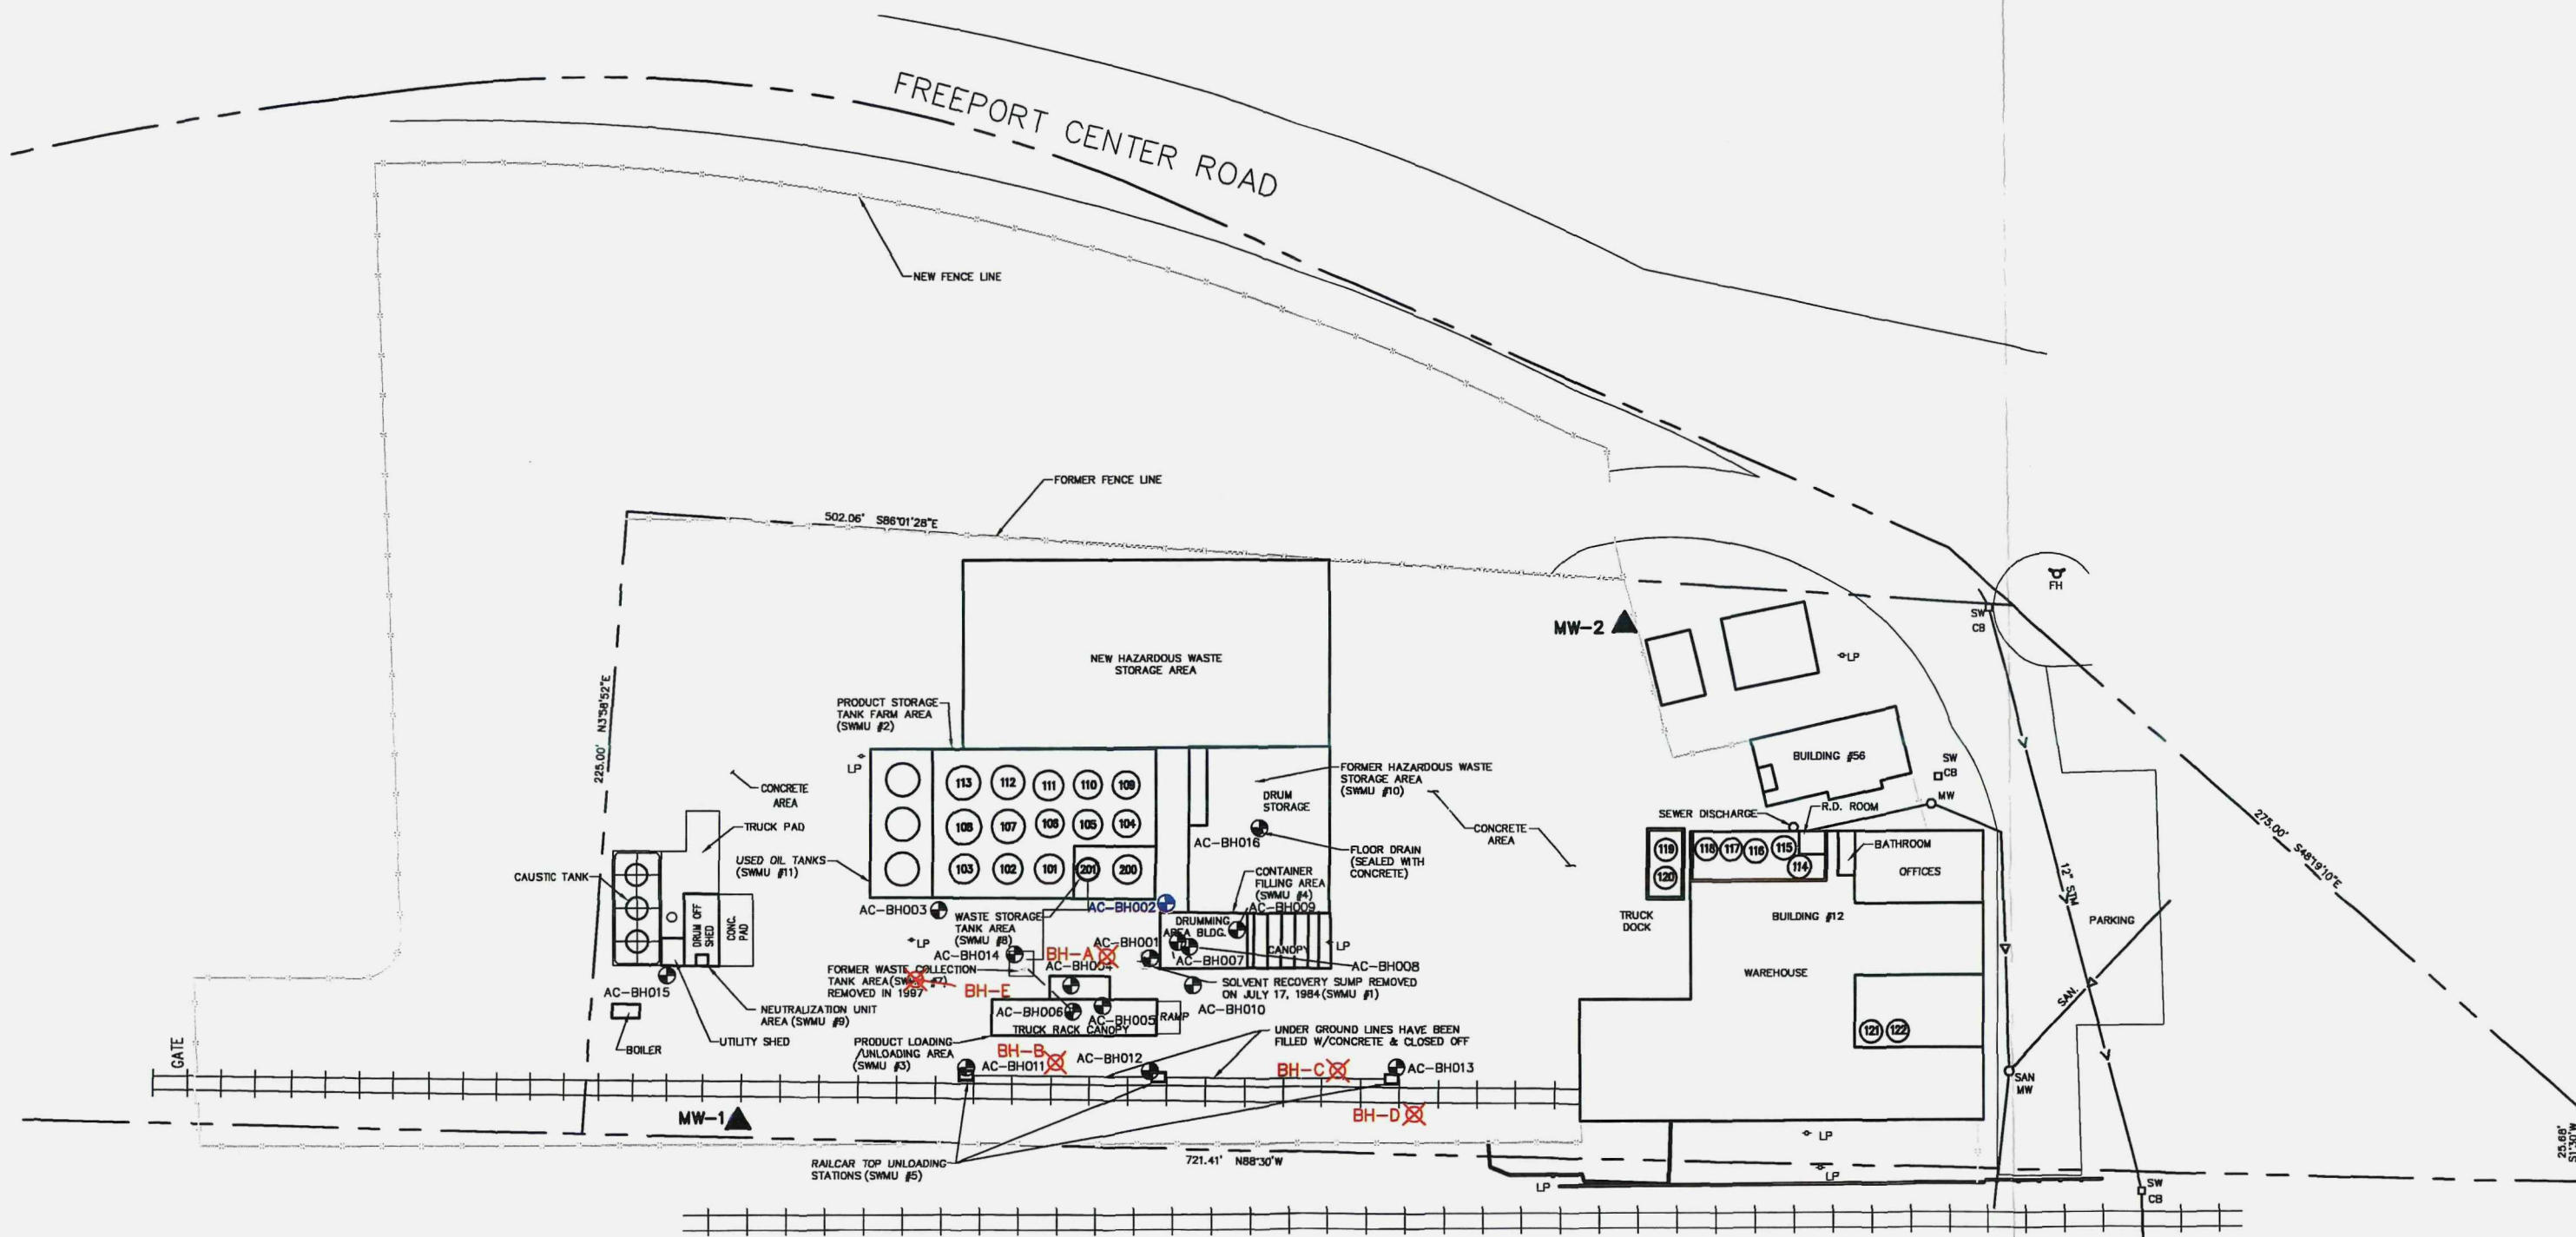 FREEPORT CENTER ROAD
NEW FENCE LINE
FORMER FENCE LINE
502.06' S86°01'28"E
FH
SW
CB
MW-2
LP
NEW HAZARDOUS WASTE
STORAGE AREA
225.00' N3°58'52"E
PRODUCT STORAGE
TANK FARM AREA
(SWMU #2)
LP
BUILDING #56
SW
CB
MW
CONCRETE
AREA
113 112 111 110 109
108 107 106 105 104
103 102 101 201 200
DRUM
STORAGE
FORMER HAZARDOUS WASTE
STORAGE AREA
(SWMU #10)
CONCRETE
AREA
SEWER DISCHARGE
R.D. ROOM
BATHROOM
OFFICES
275.00' S48°19'10"E
TRUCK PAD
USED OIL TANKS
(SWMU #11)
CAUSTIC TANK
AC-BH016
FLOOR DRAIN
(SEALED WITH
CONCRETE)
CONTAINER
FILLING AREA
(SWMU #4)
119
120
118 117 116 115
114
TRUCK
DOCK
BUILDING #12
12" STM
PARKING
DRUM OFF
SHED
CONC.
PAD
AC-BH003
WASTE STORAGE
TANK AREA
(SWMU #8)
AC-BH002
AC-BH009
DRUMMING
AREA BLDG.
CANOPY
LP
LP
AC-BH014
BH-A
AC-BH001
AC-BH007
AC-BH008
AC-BH004
WAREHOUSE
FORMER WASTE COLLECTION
TANK AREA (SWMU #7)
REMOVED IN 1997
BH-E
SOLVENT RECOVERY SUMP REMOVED
ON JULY 17, 1984 (SWMU #1)
SAN.
AC-BH015
NEUTRALIZATION UNIT
AREA (SWMU #9)
AC-BH006
AC-BH005
RAMP
AC-BH010
TRUCK RACK CANOPY
121 122
UTILITY SHED
BOILER
GATE
PRODUCT LOADING
/UNLOADING AREA
(SWMU #3)
BH-B
AC-BH011
AC-BH012
UNDER GROUND LINES HAVE BEEN
FILLED W/CONCRETE & CLOSED OFF
BH-C
AC-BH013
SAN
MW
MW-1
BH-D
LP
RAILCAR TOP UNLOADING
STATIONS (SWMU #5)
721.41' N88°30'W
LP
LP
SW
CB
25.68'
S1°30'W